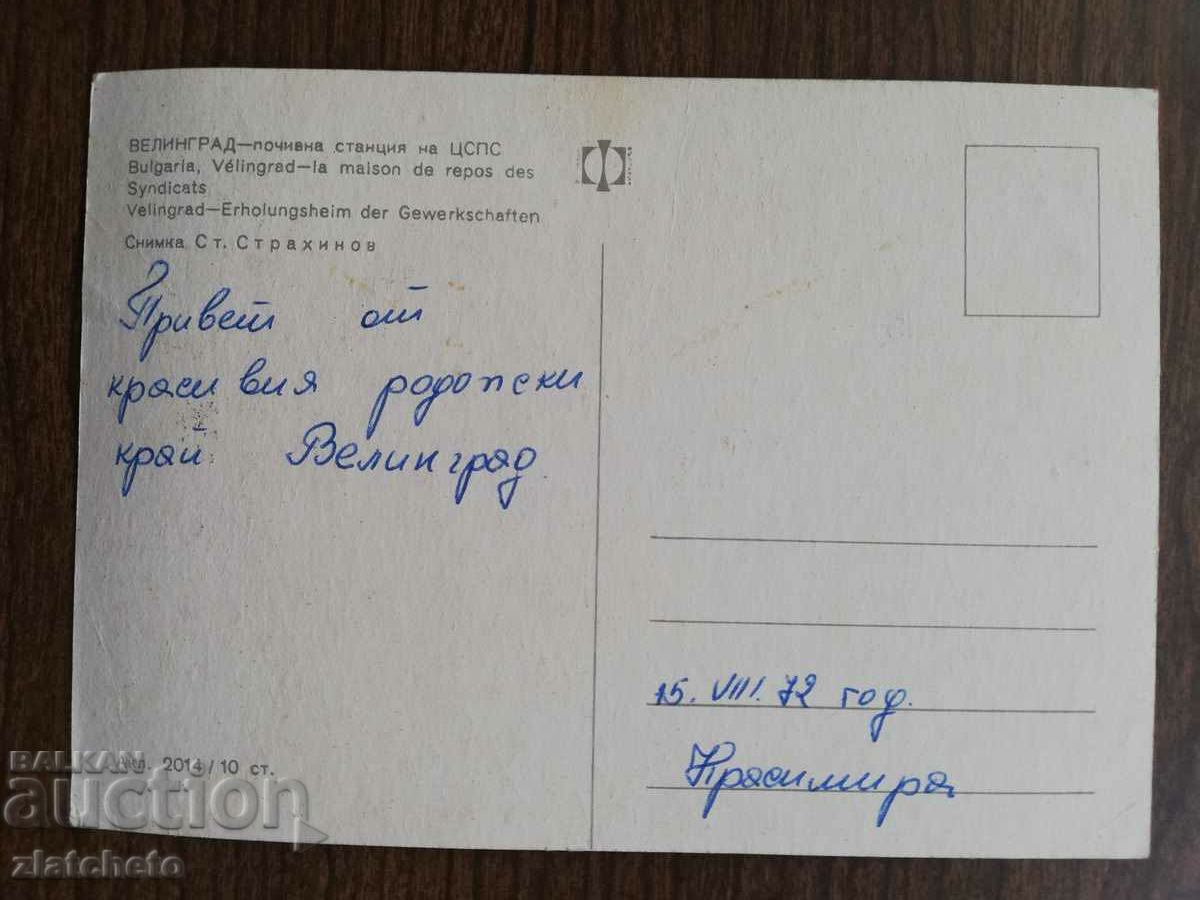 ВЕЛИНГРАД—почивна станция на ЦСПС
Bulgaria, Vélingrad—la maison de repos des
Syndicats
Velingrad—Erholungsheim der Gewerkschaften
Снимка Ст. Страхинов
Привет от
красивия родопски
край Велинград
15. VIII. 72 год.
Красимира
2014/10 ст.
BALKAN
auction
zlatcheto